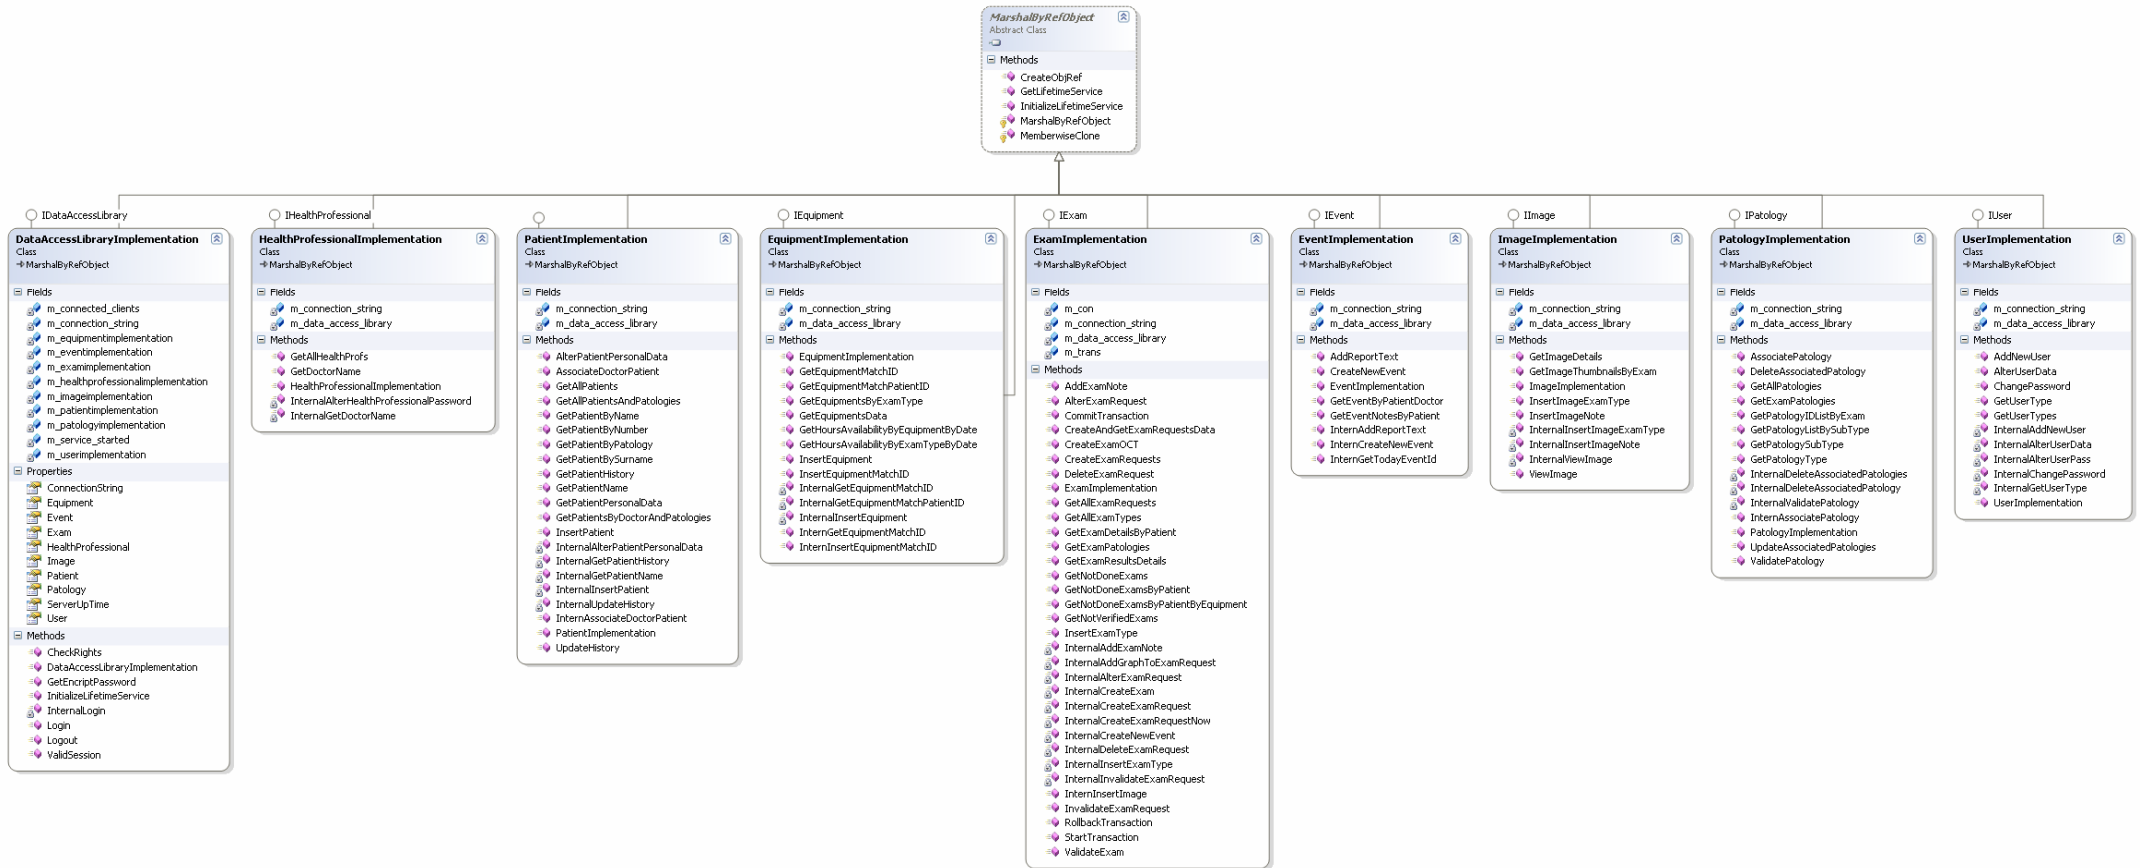 MarshalByRefObject
Abstract Class
Methods
CreateObjRef
GetLifetimeService
InitializeLifetimeService
MarshalByRefObject
MemberwiseClone
IDataAccessLibrary
DataAccessLibraryImplementation
Class
MarshalByRefObject
Fields
m_connected_clients
m_connection_string
m_equipmentimplementation
m_eventimplementation
m_examimplementation
m_healthprofessionalimplementation
m_imageimplementation
m_patientimplementation
m_patologyimplementation
m_service_started
m_userimplementation
Properties
ConnectionString
Equipment
Event
Exam
HealthProfessional
Image
Patient
Patology
ServerUpTime
User
Methods
CheckRights
DataAccessLibraryImplementation
GetEncriptPassword
InitializeLifetimeService
InternalLogin
Login
Logout
ValidSession
IHealthProfessional
HealthProfessionalImplementation
Class
MarshalByRefObject
Fields
m_connection_string
m_data_access_library
Methods
GetAllHealthProfs
GetDoctorName
HealthProfessionalImplementation
InternalAlterHealthProfessionalPassword
InternalGetDoctorName
PatientImplementation
Class
MarshalByRefObject
Fields
m_connection_string
m_data_access_library
Methods
AlterPatientPersonalData
AssociateDoctorPatient
GetAllPatients
GetAllPatientsAndPatologies
GetPatientByName
GetPatientByNumber
GetPatientByPatology
GetPatientBySurname
GetPatientHistory
GetPatientName
GetPatientPersonalData
GetPatientsByDoctorAndPatologies
InsertPatient
InternalAlterPatientPersonalData
InternalGetPatientHistory
InternalGetPatientName
InternalInsertPatient
InternalUpdateHistory
InternAssociateDoctorPatient
PatientImplementation
UpdateHistory
IEquipment
EquipmentImplementation
Class
MarshalByRefObject
Fields
m_connection_string
m_data_access_library
Methods
EquipmentImplementation
GetEquipmentMatchID
GetEquipmentMatchPatientID
GetEquipmentsByExamType
GetEquipmentsData
GetHoursAvailabilityByEquipmentByDate
GetHoursAvailabilityByExamTypeByDate
InsertEquipment
InsertEquipmentMatchID
InternalGetEquipmentMatchID
InternalGetEquipmentMatchPatientID
InternalInsertEquipment
InternGetEquipmentMatchID
InternInsertEquipmentMatchID
IExam
ExamImplementation
Class
MarshalByRefObject
Fields
m_con
m_connection_string
m_data_access_library
m_trans
Methods
AddExamNote
AlterExamRequest
CommitTransaction
CreateAndGetExamRequestsData
CreateExamOCT
CreateExamRequests
DeleteExamRequest
ExamImplementation
GetAllExamRequests
GetAllExamTypes
GetExamDetailsByPatient
GetExamPatologies
GetExamResultsDetails
GetNotDoneExams
GetNotDoneExamsByPatient
GetNotDoneExamsByPatientByEquipment
GetNotVerifiedExams
InsertExamType
InternalAddExamNote
InternalAddGraphToExamRequest
InternalAlterExamRequest
InternalCreateExam
InternalCreateExamRequest
InternalCreateExamRequestNow
InternalCreateNewEvent
InternalDeleteExamRequest
InternalInsertExamType
InternalInvalidateExamRequest
InternInsertImage
InvalidateExamRequest
RollbackTransaction
StartTransaction
ValidateExam
IEvent
EventImplementation
Class
MarshalByRefObject
Fields
m_connection_string
m_data_access_library
Methods
AddReportText
CreateNewEvent
EventImplementation
GetEventByPatientDoctor
GetEventNotesByPatient
InternAddReportText
InternCreateNewEvent
InternGetTodayEventId
IImage
ImageImplementation
Class
MarshalByRefObject
Fields
m_connection_string
m_data_access_library
Methods
GetImageDetails
GetImageThumbnailsByExam
ImageImplementation
InsertImageExamType
InsertImageNote
InternalInsertImageExamType
InternalInsertImageNote
InternalViewImage
ViewImage
IPatology
PatologyImplementation
Class
MarshalByRefObject
Fields
m_connection_string
m_data_access_library
Methods
AssociatePatology
DeleteAssociatedPatology
GetAllPatologies
GetExamPatologies
GetPatologyIDListByExam
GetPatologyListBySubType
GetPatologySubType
GetPatologyType
InternalDeleteAssociatedPatologies
InternalDeleteAssociatedPatology
InternalValidatePatology
InternAssociatePatology
PatologyImplementation
UpdateAssociatedPatologies
ValidatePatology
IUser
UserImplementation
Class
MarshalByRefObject
Fields
m_connection_string
m_data_access_library
Methods
AddNewUser
AlterUserData
ChangePassword
GetUserType
GetUserTypes
InternalAddNewUser
InternalAlterUserData
InternalAlterUserPass
InternalChangePassword
InternalGetUserType
UserImplementation